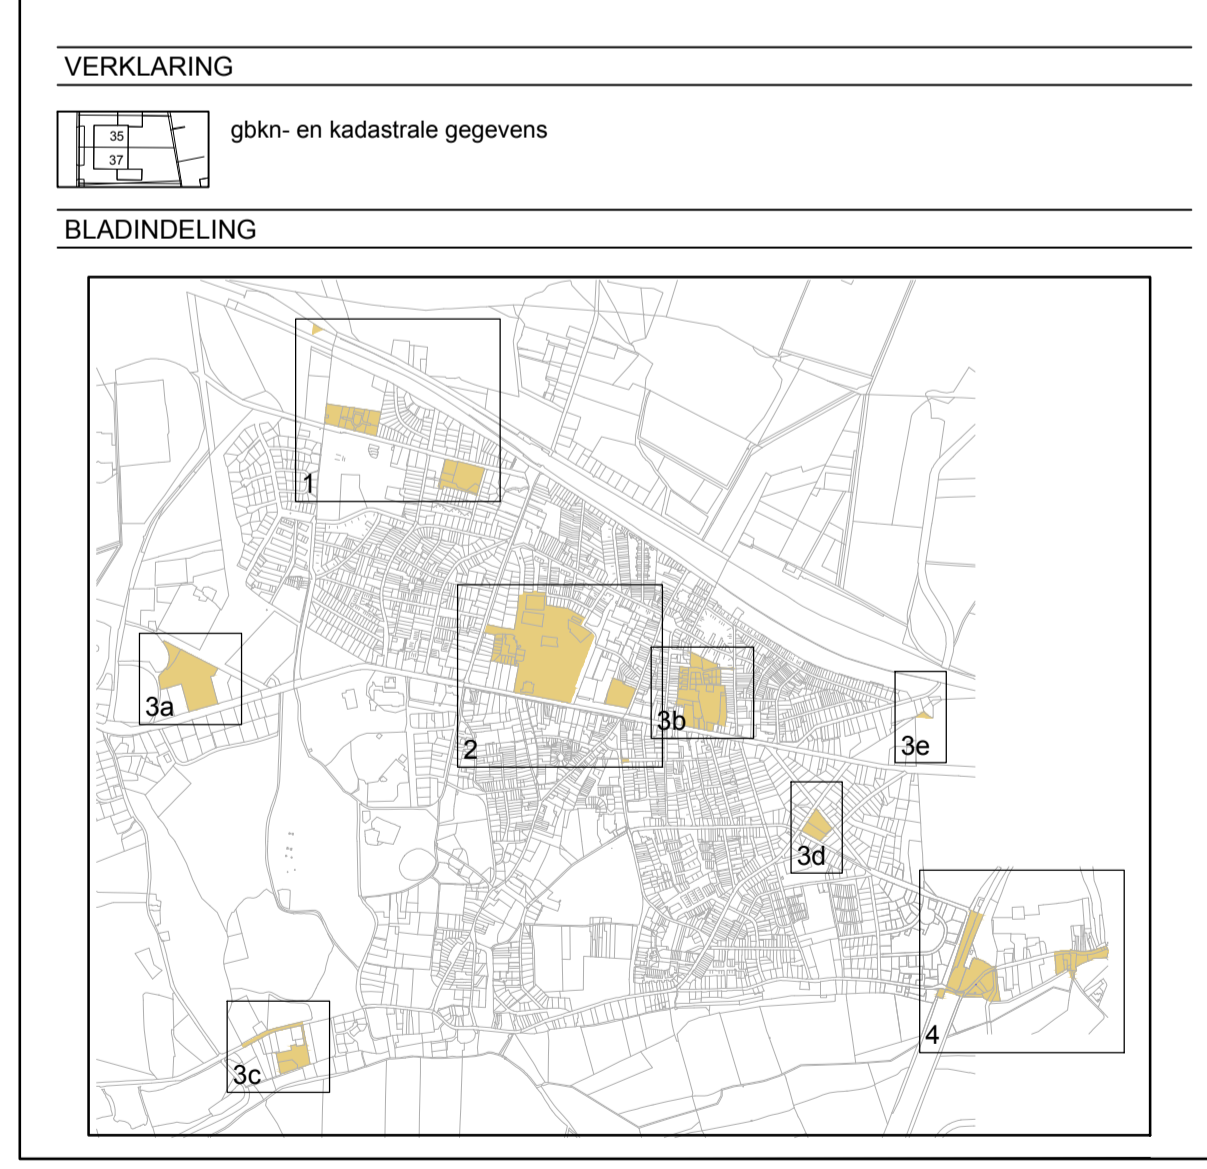 VERKLARING
35
37
gbkn- en kadastrale gegevens
BLADINDELING
1
2
3a
3b
3e
3d
3c
4